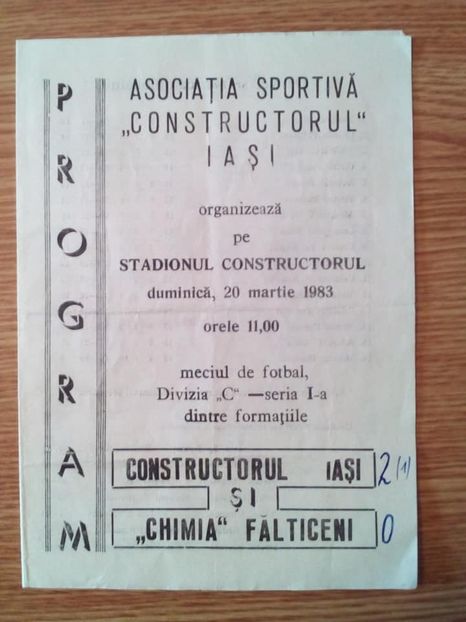 PROGRAM
ASOCIAȚIA SPORTIVĂ
„CONSTRUCTORUL“
IAȘI
organizează
pe
STADIONUL CONSTRUCTORUL
duminică, 20 martie 1983
orele 11,00
meciul de fotbal,
Divizia „C“ —seria I-a
dintre formațiile
CONSTRUCTORUL IAȘI 2 (1)
ȘI
„CHIMIA“ FĂLTICENI 0